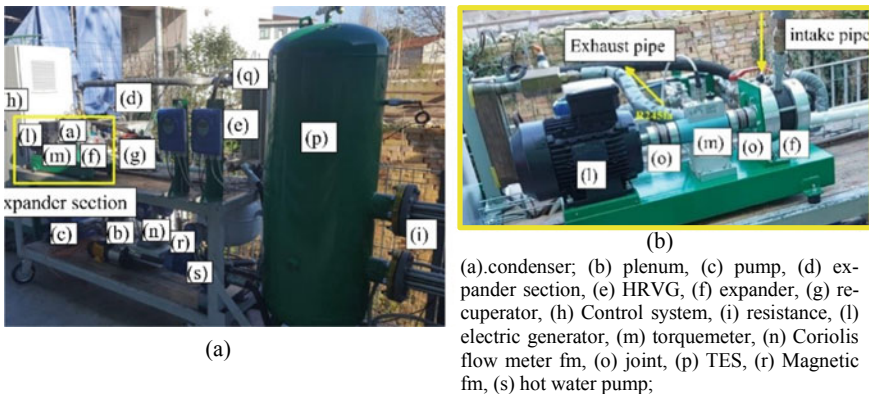 (q)
(h)
(d)
(e)
(l)
(a)
(m)
(f)
(g)
(p)
xpander section
(c)
(b)
(n)
(r)
(s)
(i)
(a)
Exhaust pipe
intake pipe
(l)
(o)
(m)
(o)
(f)
(b)
(a).condenser; (b) plenum, (c) pump, (d) ex-
pander section, (e) HRVG, (f) expander, (g) re-
cuperator, (h) Control system, (i) resistance, (l)
electric generator, (m) torquemeter, (n) Coriolis
flow meter fm, (o) joint, (p) TES, (r) Magnetic
fm, (s) hot water pump;